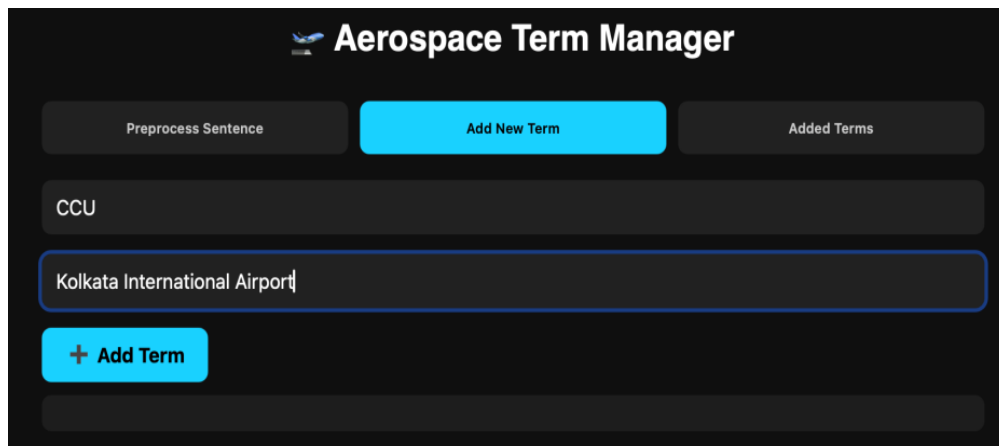 Aerospace Term Manager
Preprocess Sentence
Add New Term
Added Terms
CCU
Kolkata International Airport
+ Add Term